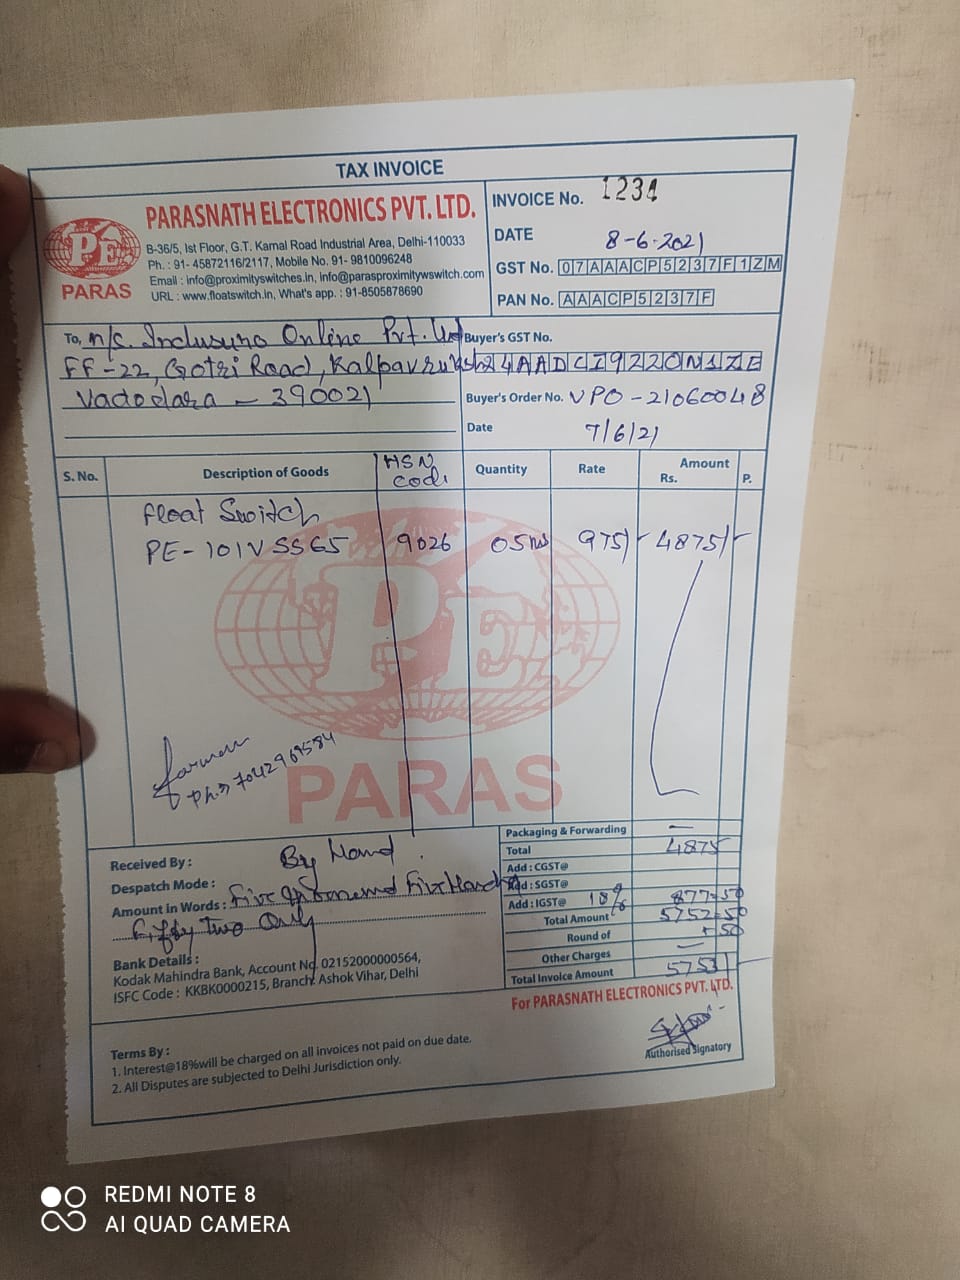 TAX INVOICE
PE
PARAS
PARASNATH ELECTRONICS PVT. LTD.
B-36/5, Ist Floor, G.T. Karnal Road Industrial Area, Delhi-110033
Ph. : 91- 45872116/2117, Mobile No. 91- 9810096248
Email : info@proximityswitches.in, info@parasproximitywswitch.com
URL : www.floatswitch.in, What's app. : 91-8505878690
INVOICE No. 1234
DATE 8-6-2021
GST No. 07AAACP5237F1ZM
PAN No. AAACP5237F
To, M/s. Inclusuro Online Pvt. Ltd
FF-22, Gotri Road, Kalpavruksh
Vadodara - 390021
Buyer's GST No.
24AADCI9220N1ZE
Buyer's Order No. VPO-21060048
Date 7/6/21
S. No. Description of Goods HSN Code Quantity Rate Amount Rs. P.
Float Switch
PE-101VSSG5 9026 05 975/- 4875/-
PE
PARAS
Ph.
Packaging & Forwarding —
Total 4875
Add : CGST@
Add : SGST@
Add : IGST@ 18% 877=50
Total Amount 5752=50
Round of +50
Other Charges —
Total Invoice Amount 5753/-
Received By :
Despatch Mode : By Hand
Amount in Words : Five Thousand Five
Fifty Two Only
Bank Details :
Kodak Mahindra Bank, Account No. 02152000000564,
ISFC Code : KKBK0000215, Branch: Ashok Vihar, Delhi
For PARASNATH ELECTRONICS PVT. LTD.
Authorised Signatory
Terms By :
1. Interest@18%will be charged on all invoices not paid on due date.
2. All Disputes are subjected to Delhi Jurisdiction only.
REDMI NOTE 8
AI QUAD CAMERA